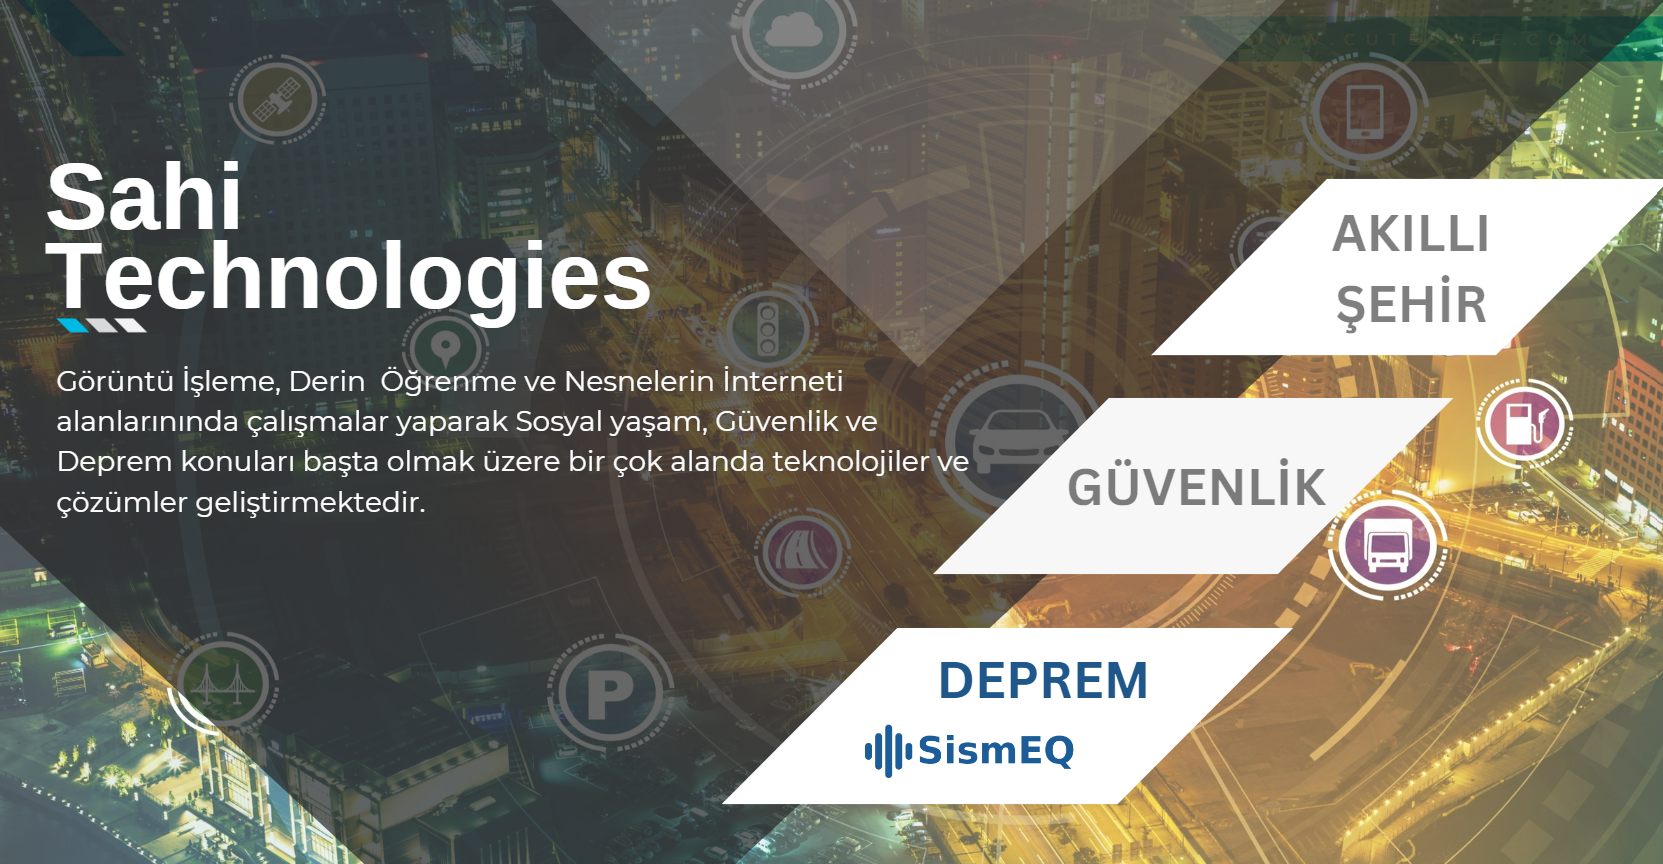 Sahi
Technologies
Görüntü İşleme, Derin  Öğrenme ve Nesnelerin İnterneti
alanlarınında çalışmalar yaparak Sosyal yaşam, Güvenlik ve
Deprem konuları başta olmak üzere bir çok alanda teknolojiler ve
çözümler geliştirmektedir.
AKILLI
ŞEHİR
GÜVENLİK
DEPREM
SismEQ
P